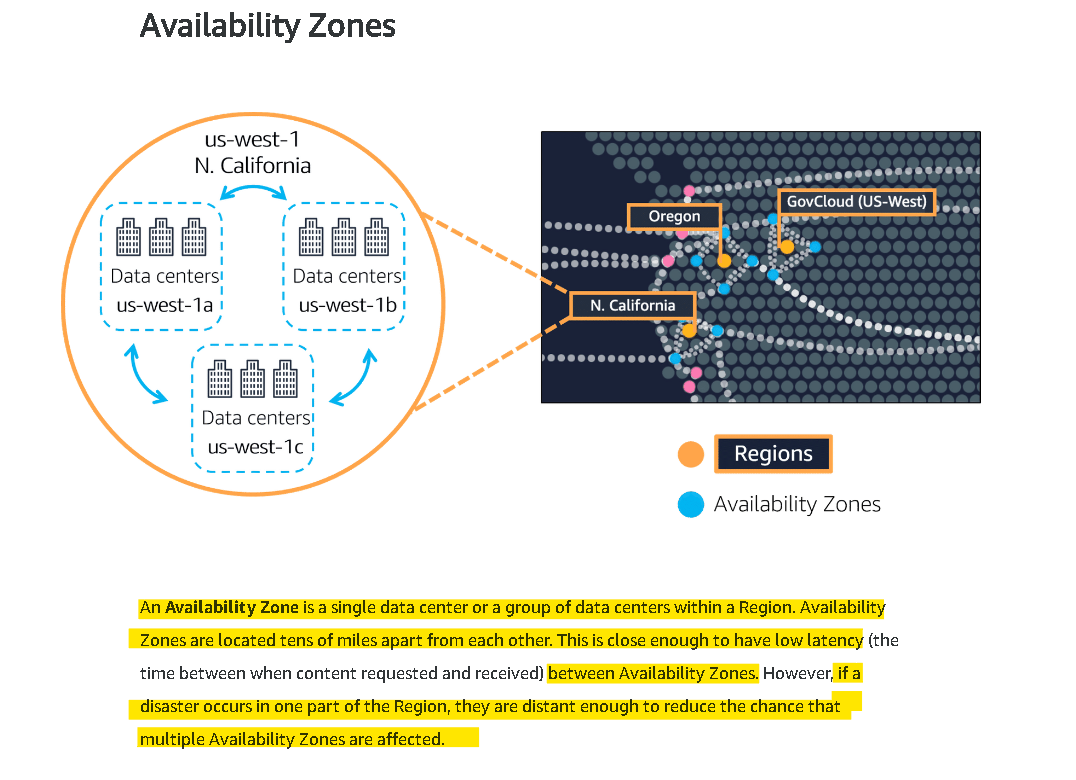 Availability Zones
us-west-1
N. California
Data centers
us-west-1a
Data centers
us-west-1b
Data centers
us-west-1c
Oregon
GovCloud (US-West)
N. California
Regions
Availability Zones
An Availability Zone is a single data center or a group of data centers within a Region. Availability
Zones are located tens of miles apart from each other. This is close enough to have low latency (the
time between when content requested and received) between Availability Zones. However, if a
disaster occurs in one part of the Region, they are distant enough to reduce the chance that
multiple Availability Zones are affected.